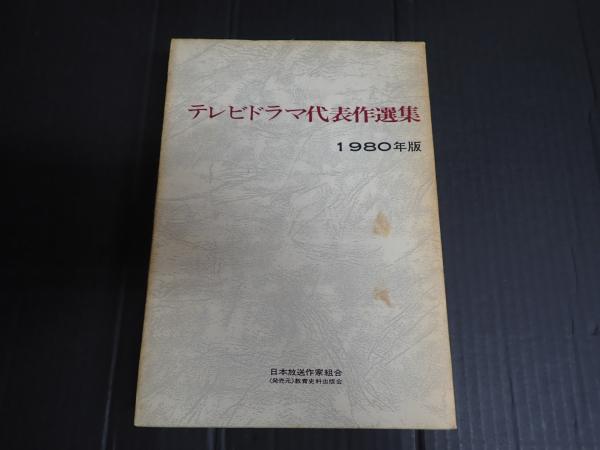 テレビドラマ代表作選集
1980年版
日本放送作家組合
〈発売元〉教育史料出版会